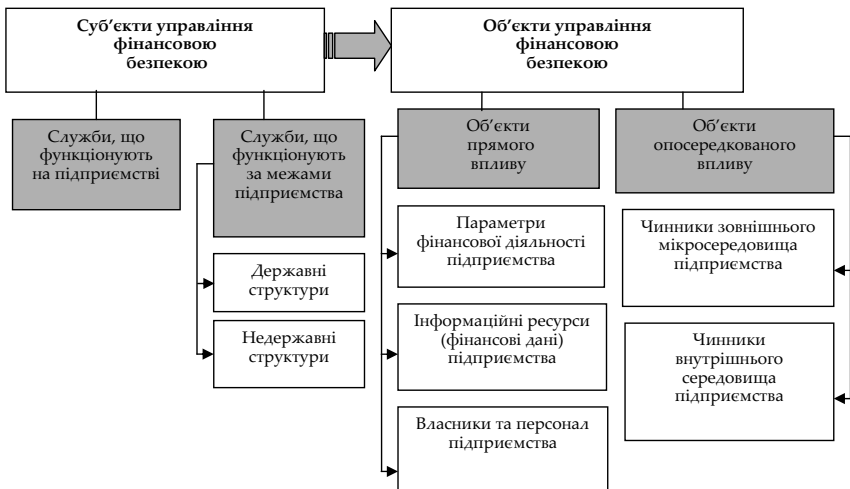 Суб’єкти управління
фінансовою
безпекою
Об’єкти управління
фінансовою
безпекою
Служби, що
функціонують
на підприємстві
Служби, що
функціонують
за межами
підприємства
Об’єкти
прямого
впливу
Об’єкти
опосередкованого
впливу
Державні
структури
Недержавні
структури
Параметри
фінансової діяльності
підприємства
Інформаційні ресурси
(фінансові дані)
підприємства
Власники та персонал
підприємства
Чинники зовнішнього
мікросередовища
підприємства
Чинники
внутрішнього
середовища
підприємства